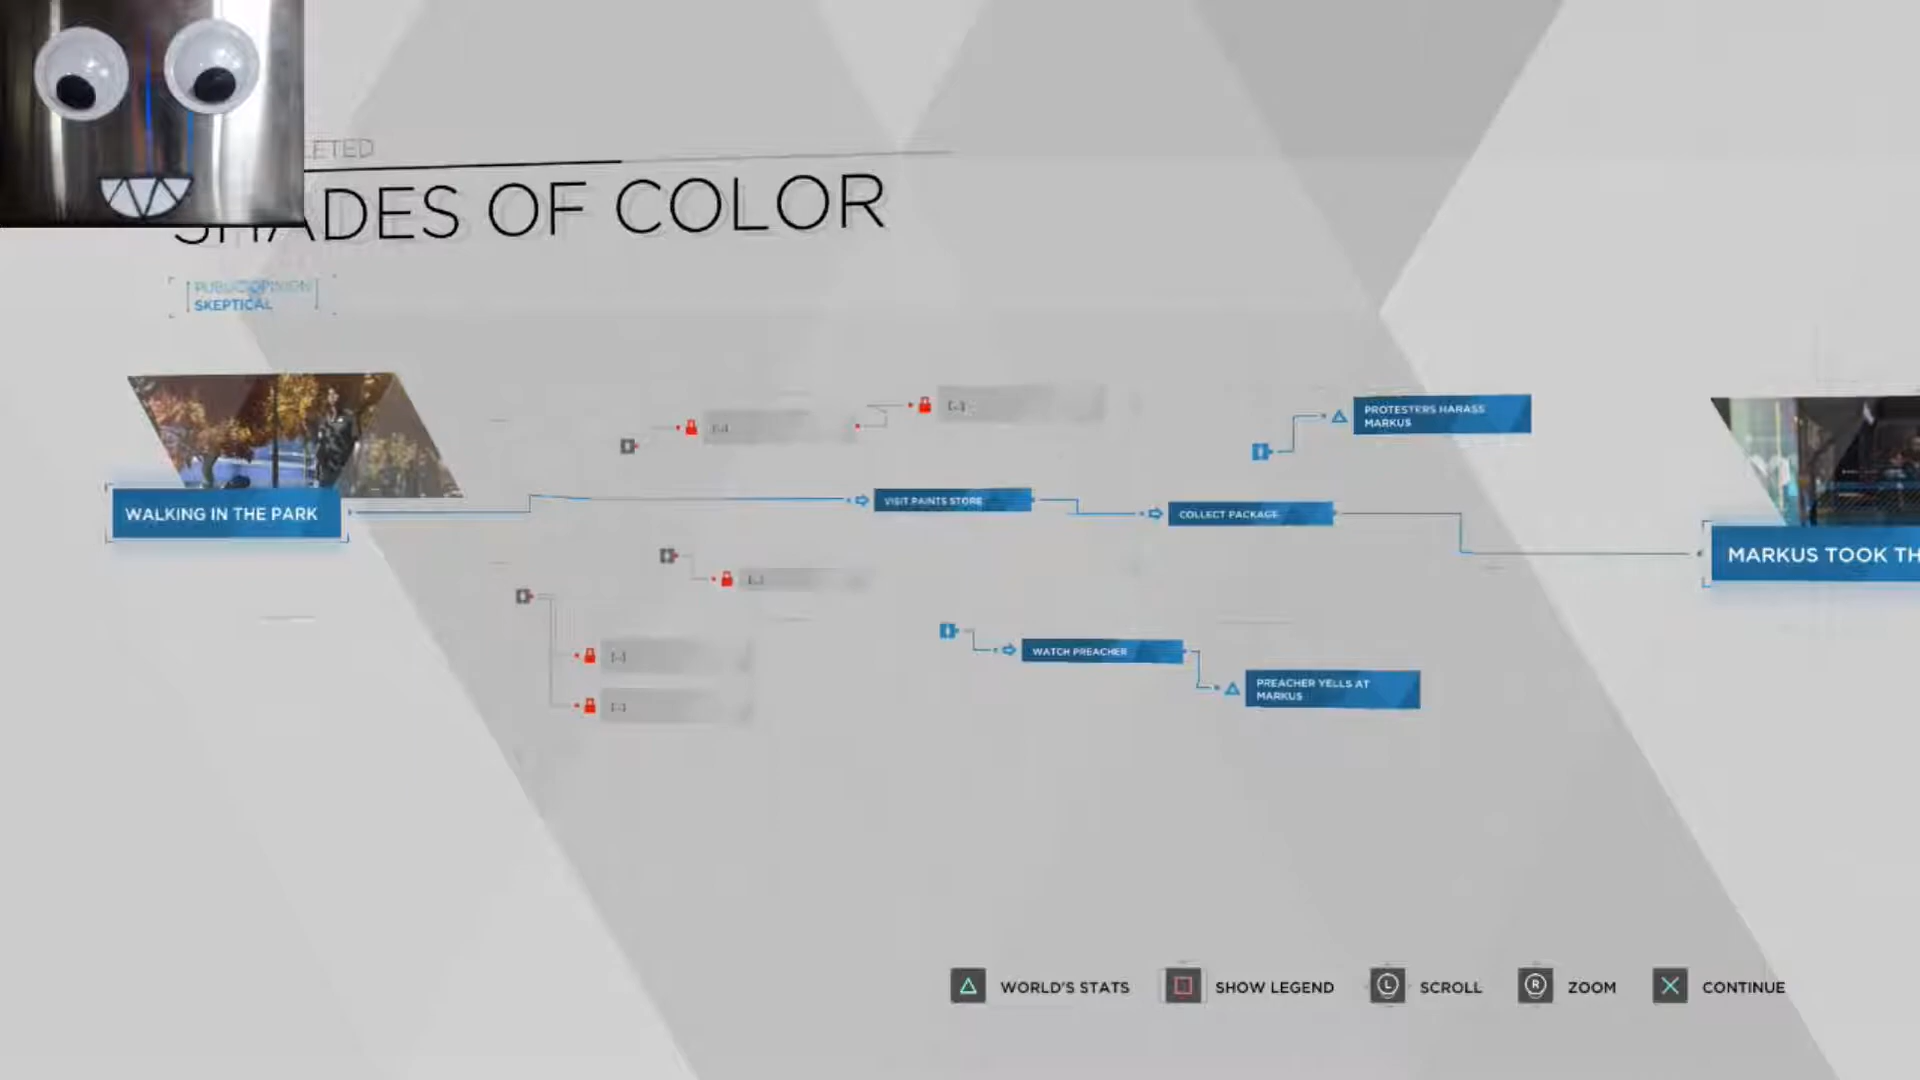 ETED
SHADES OF COLOR
PUBLIC OPINION
SKEPTICAL
[...]
[...]
PROTESTERS HARASS
MARKUS
WALKING IN THE PARK
VISIT PAINTS STORE
COLLECT PACKAGE
MARKUS TOOK TH
[...]
[...]
WATCH PREACHER
PREACHER YELLS AT
MARKUS
[...]
WORLD'S STATS
SHOW LEGEND
L
SCROLL
R
ZOOM
CONTINUE